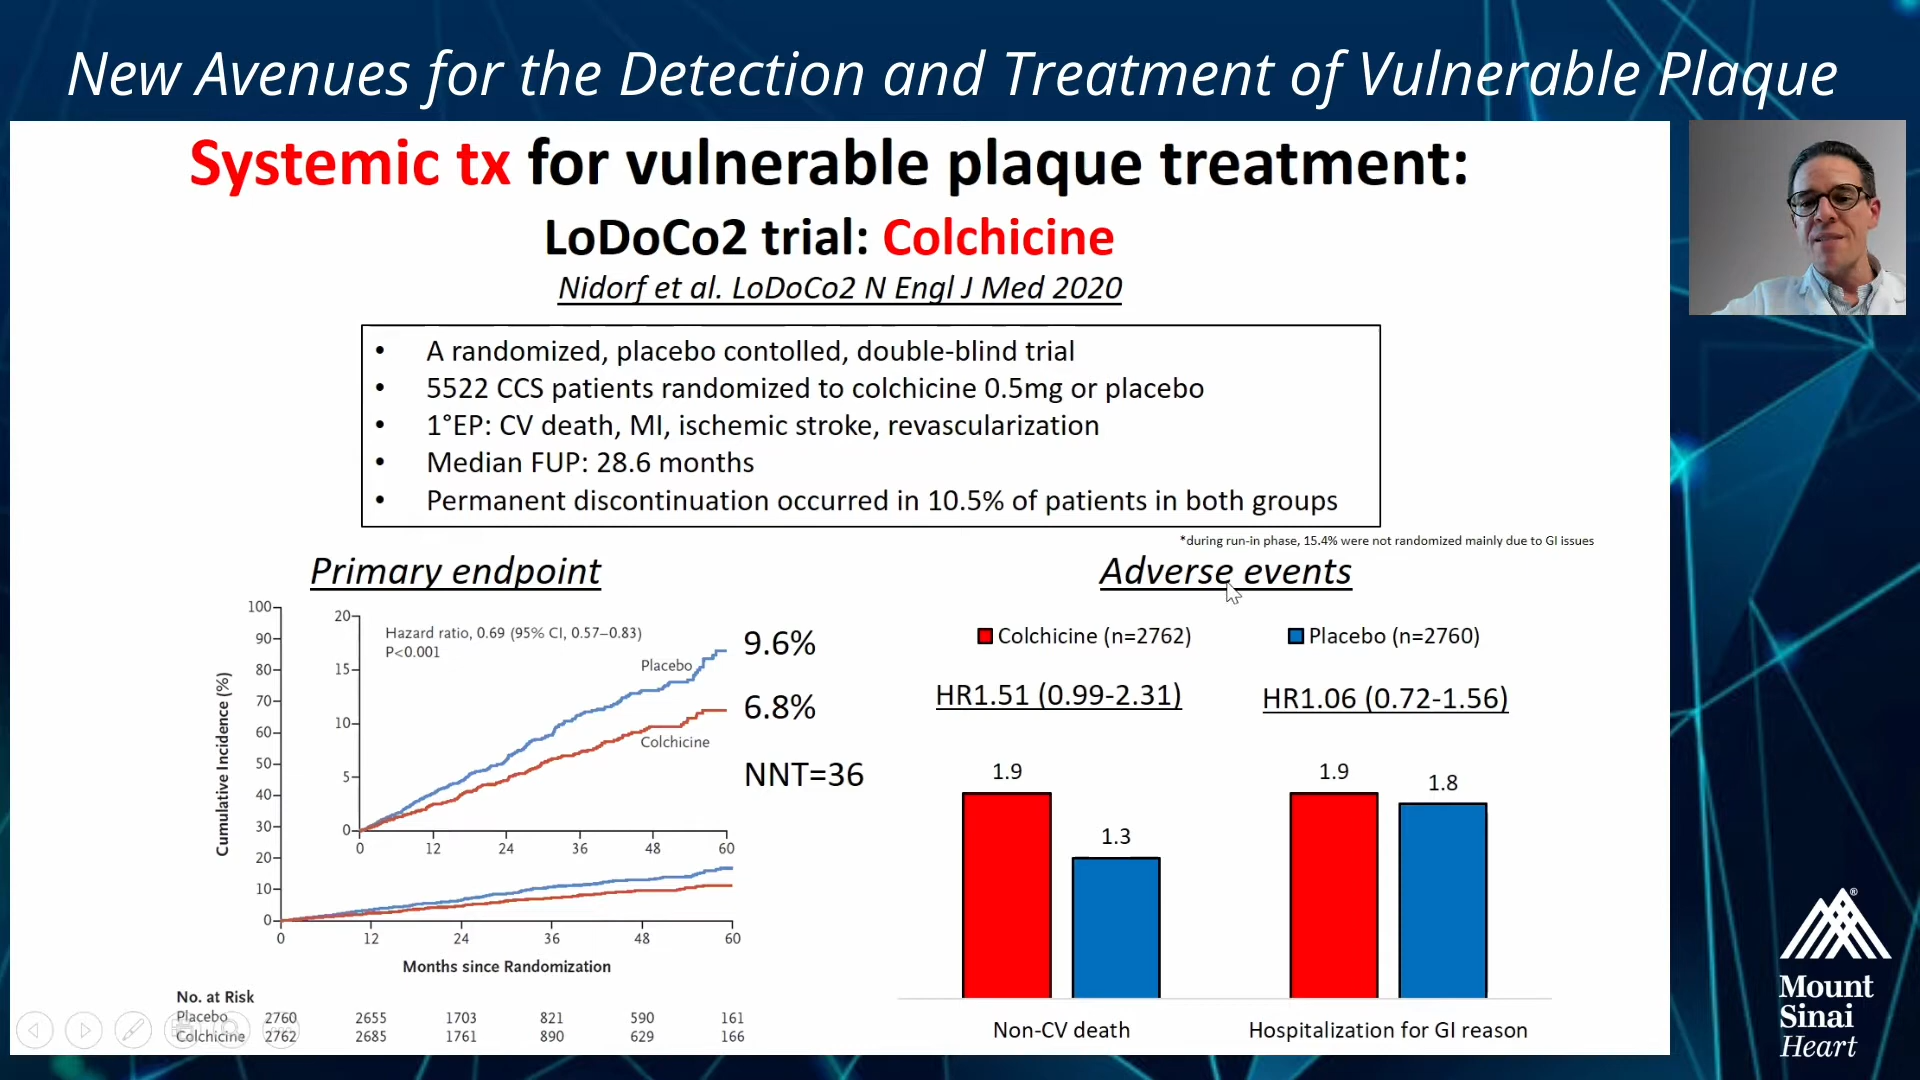 New Avenues for the Detection and Treatment of Vulnerable Plaque
Systemic tx for vulnerable plaque treatment:
LoDoCo2 trial: Colchicine
Nidorf et al. LoDoCo2 N Engl J Med 2020
• A randomized, placebo contolled, double-blind trial
• 5522 CCS patients randomized to colchicine 0.5mg or placebo
• 1°EP: CV death, MI, ischemic stroke, revascularization
• Median FUP: 28.6 months
• Permanent discontinuation occurred in 10.5% of patients in both groups
*during run-in phase, 15.4% were not randomized mainly due to GI issues
Primary endpoint
Cumulative Incidence (%)
100
90
80
70
60
50
40
30
20
10
0
20
15
10
5
0
Hazard ratio, 0.69 (95% CI, 0.57–0.83)
P<0.001
Placebo
Colchicine
0 12 24 36 48 60
0 12 24 36 48 60
Months since Randomization
9.6%
6.8%
NNT=36
No. at Risk
Placebo 2760 2655 1703 821 590 161
Colchicine 2762 2685 1761 890 629 166
Adverse events
Colchicine (n=2762) Placebo (n=2760)
HR1.51 (0.99-2.31) HR1.06 (0.72-1.56)
1.9 1.3 1.9 1.8
Non-CV death Hospitalization for GI reason
Mount
Sinai
Heart
®